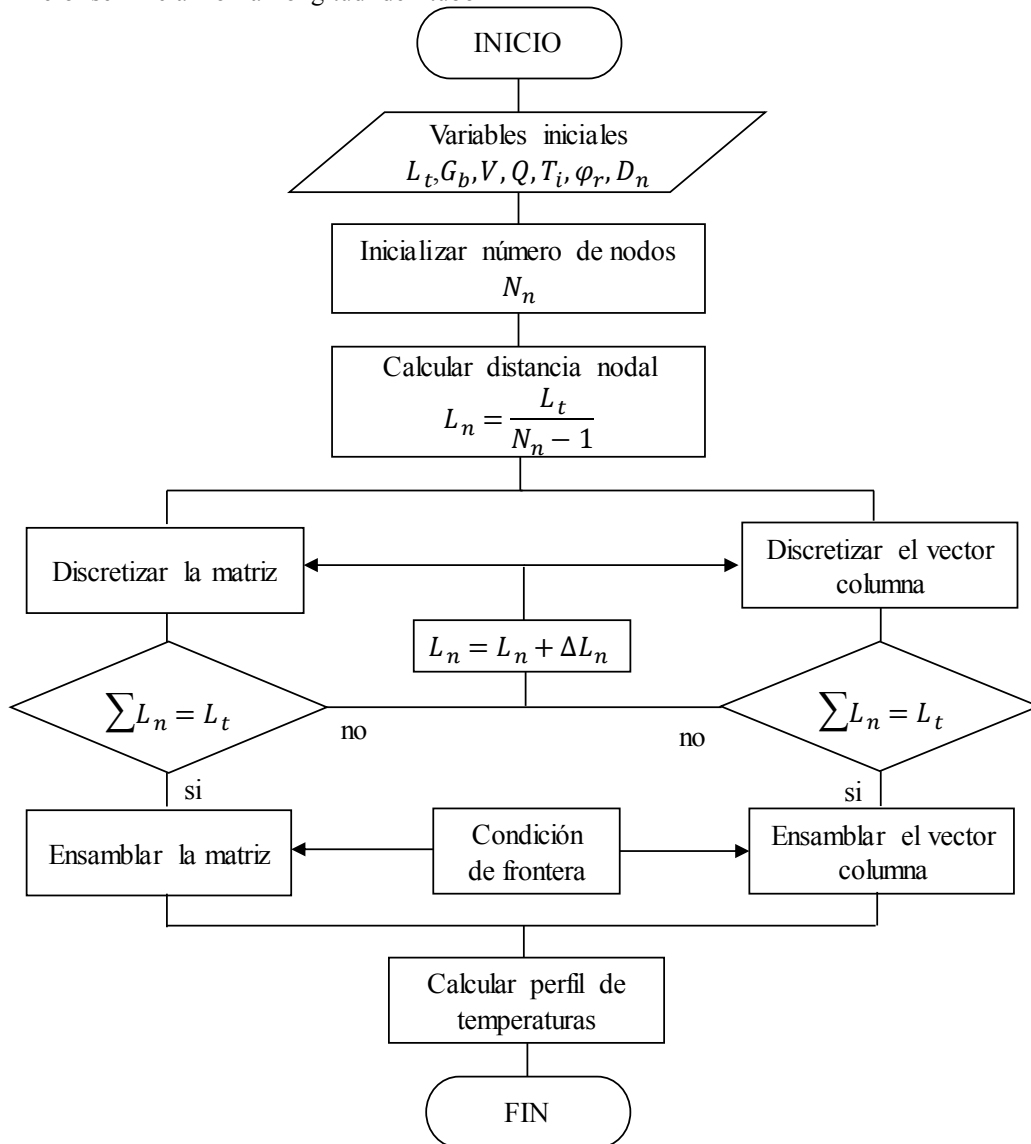 INICIO
Variables iniciales
L_t,G_b,V,Q,T_i,φ_r,D_n
Inicializar número de nodos
N_n
Calcular distancia nodal
L_n = L_t / (N_n − 1)
Discretizar la matriz
Discretizar el vector
columna
L_n = L_n + ΔL_n
∑L_n = L_t
no
si
∑L_n = L_t
no
si
Ensamblar la matriz
Condición
de frontera
Ensamblar el vector
columna
Calcular perfil de
temperaturas
FIN